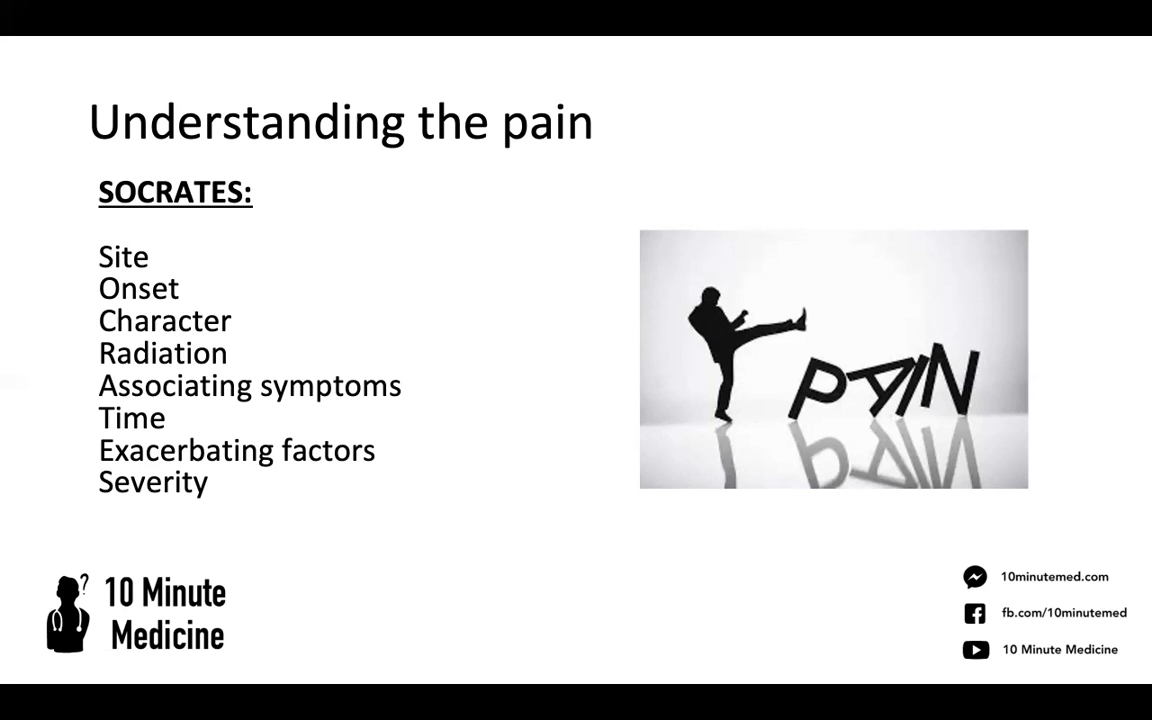 Understanding the pain
SOCRATES:
Site
Onset
Character
Radiation
Associating symptoms
Time
Exacerbating factors
Severity
PAIN
10 Minute
Medicine
10minutemed.com
fb.com/10minutemed
10 Minute Medicine